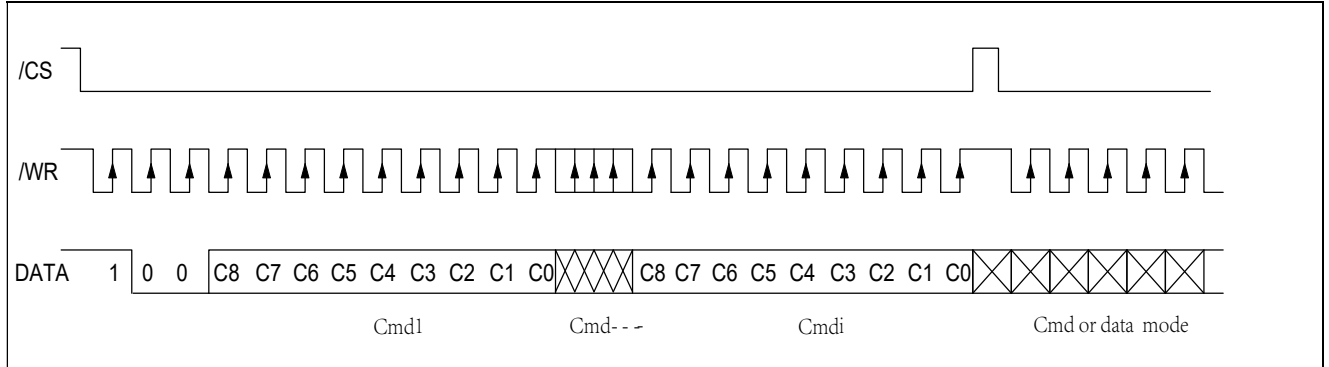 /CS
/WR
DATA 1 0 0 C8 C7 C6 C5 C4 C3 C2 C1 C0 C8 C7 C6 C5 C4 C3 C2 C1 C0
Cmd1 Cmd--- Cmdi Cmd or data mode